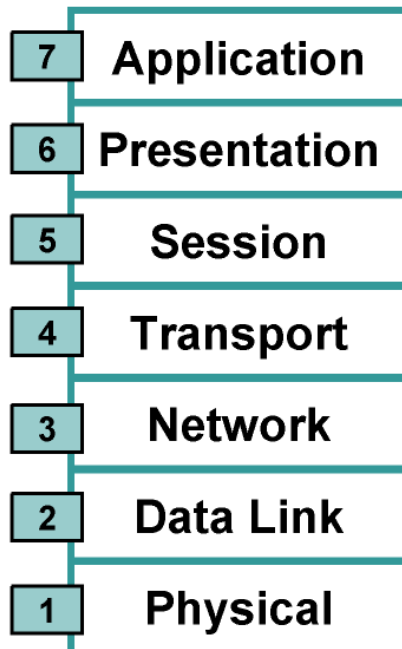 7 Application
6 Presentation
5 Session
4 Transport
3 Network
2 Data Link
1 Physical